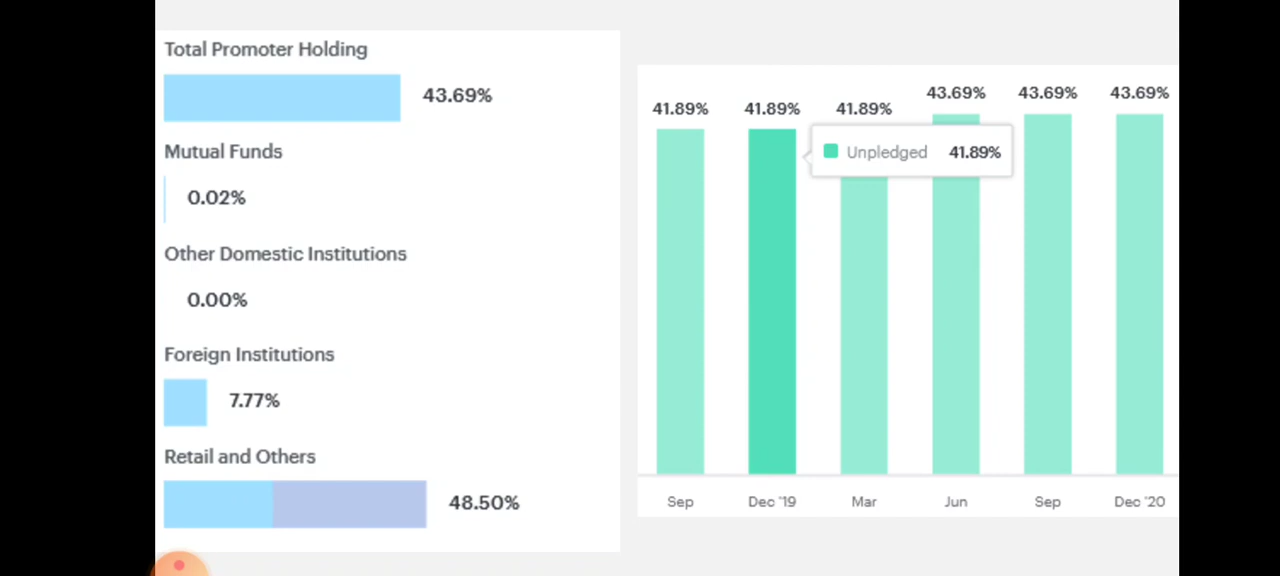 Total Promoter Holding
43.69%
Mutual Funds
0.02%
Other Domestic Institutions
0.00%
Foreign Institutions
7.77%
Retail and Others
48.50%
41.89% 41.89% 41.89% 43.69% 43.69% 43.69%
Unpledged 41.89%
Sep Dec '19 Mar Jun Sep Dec '20